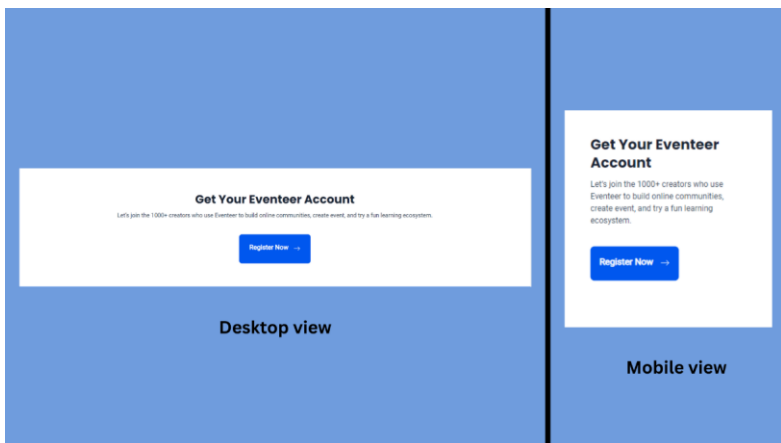 Get Your Eventeer Account
Let's join the 1000+ creators who use Eventeer to build online communities, create event, and try a fun learning ecosystem.
Register Now →
Desktop view
Get Your Eventeer
Account
Let's join the 1000+ creators who use
Eventeer to build online communities,
create event, and try a fun learning
ecosystem.
Register Now →
Mobile view